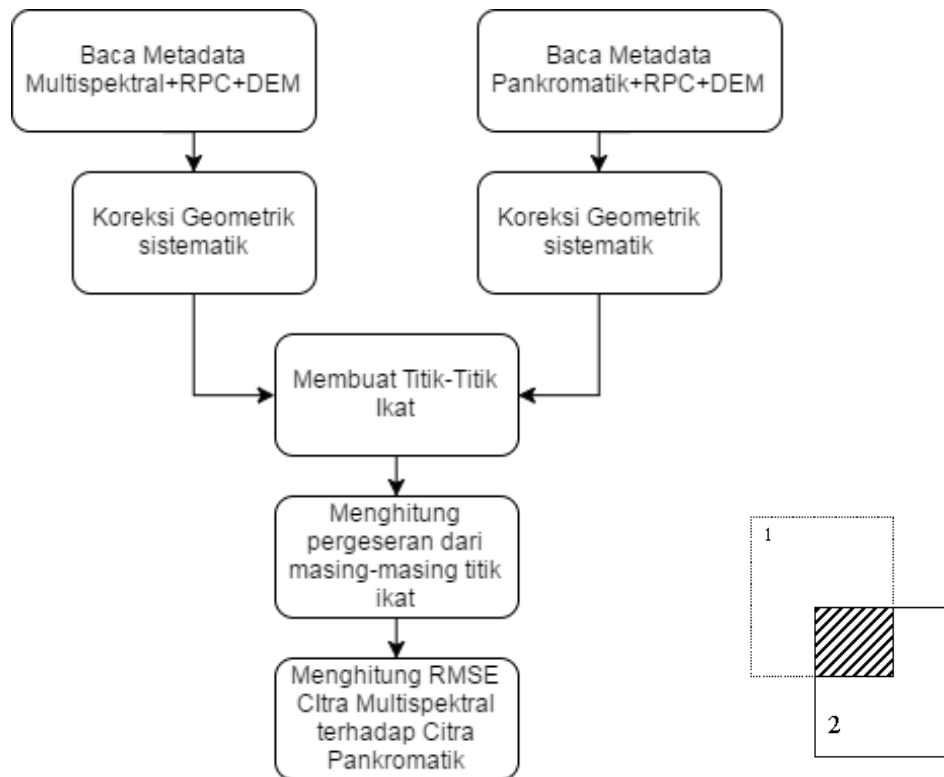 Baca Metadata
Multispektral+RPC+DEM
Baca Metadata
Pankromatik+RPC+DEM
Koreksi Geometrik
sistematik
Koreksi Geometrik
sistematik
Membuat Titik-Titik
Ikat
Menghitung
pergeseran dari
masing-masing titik
ikat
Menghitung RMSE
CItra Multispektral
terhadap Citra
Pankromatik
1
2